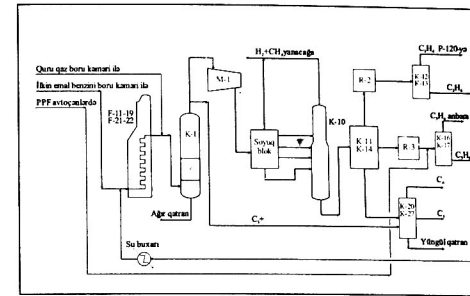 H₂+CH₄yanacağa
C₂H₄ P-120-yə
Quru qaz boru kəməri ilə
M-1
R-2
K-12
K-13
C₂H₆
İlkin emal benzini boru kəməri ilə
F-11-19
F-21-22
K-10
PPF avtoçənlərdə
K-1
Soyuq
blok
K-11
K-14
R-3
C₃H₆ anbara
K-16
K-17
C₃H₈
Ağır qatran
C₅+
K-20
K-27
C₄
C₅
Su buxarı
Yüngül qatran